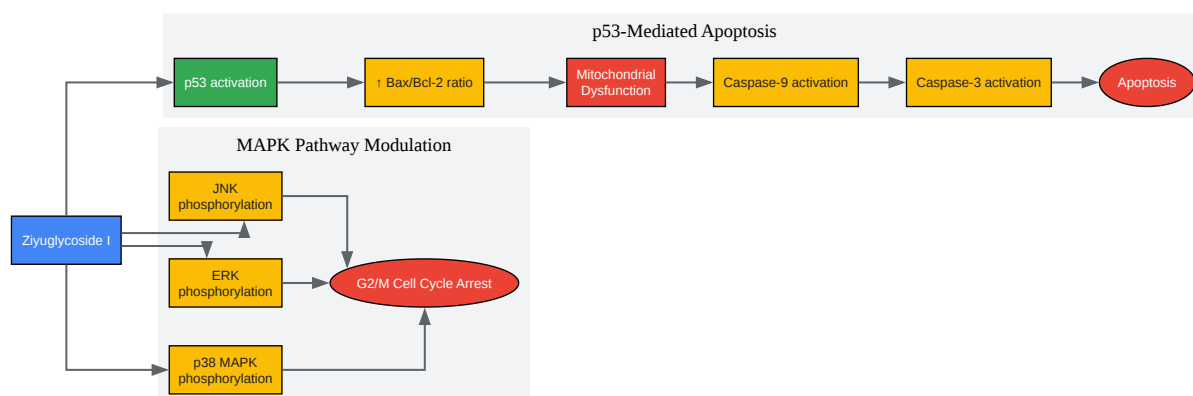 p53-Mediated Apoptosis
p53 activation
↑ Bax/Bcl-2 ratio
Mitochondrial
Dysfunction
Caspase-9 activation
Caspase-3 activation
Apoptosis
MAPK Pathway Modulation
JNK
phosphorylation
Ziyuglycoside I
ERK
phosphorylation
G2/M Cell Cycle Arrest
p38 MAPK
phosphorylation